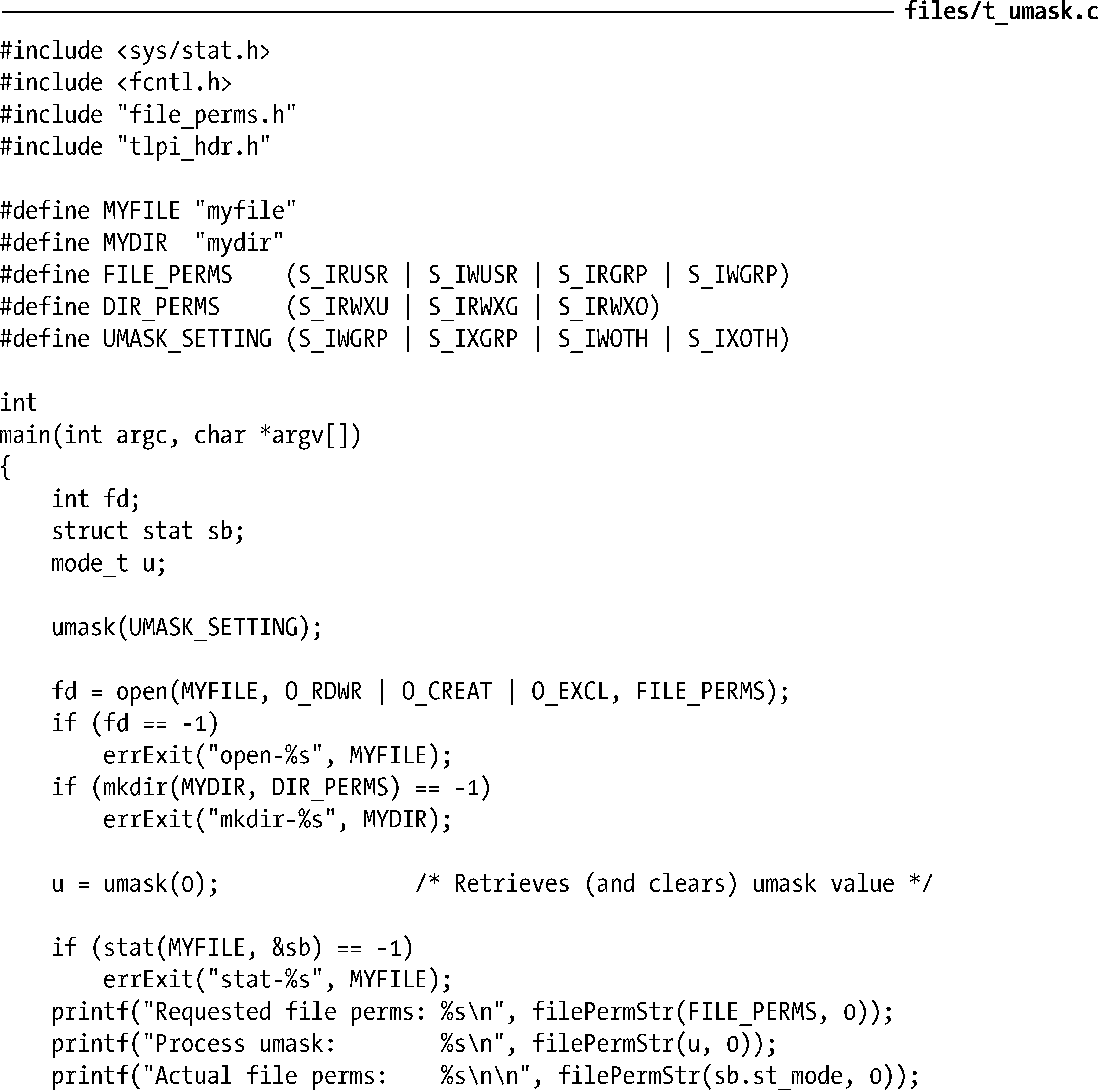 files/t_umask.c
#include <sys/stat.h>
#include <fcntl.h>
#include "file_perms.h"
#include "tlpi_hdr.h"

#define MYFILE "myfile"
#define MYDIR  "mydir"
#define FILE_PERMS    (S_IRUSR | S_IWUSR | S_IRGRP | S_IWGRP)
#define DIR_PERMS     (S_IRWXU | S_IRWXG | S_IRWXO)
#define UMASK_SETTING (S_IWGRP | S_IXGRP | S_IWOTH | S_IXOTH)

int
main(int argc, char *argv[])
{
    int fd;
    struct stat sb;
    mode_t u;

    umask(UMASK_SETTING);

    fd = open(MYFILE, O_RDWR | O_CREAT | O_EXCL, FILE_PERMS);
    if (fd == -1)
        errExit("open-%s", MYFILE);
    if (mkdir(MYDIR, DIR_PERMS) == -1)
        errExit("mkdir-%s", MYDIR);

    u = umask(0);               /* Retrieves (and clears) umask value */

    if (stat(MYFILE, &sb) == -1)
        errExit("stat-%s", MYFILE);
    printf("Requested file perms: %s\n", filePermStr(FILE_PERMS, 0));
    printf("Process umask:        %s\n", filePermStr(u, 0));
    printf("Actual file perms:    %s\n\n", filePermStr(sb.st_mode, 0));